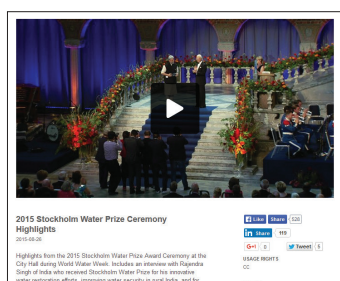 2015 Stockholm Water Prize Ceremony
Highlights
2015-08-26
Highlights from the 2015 Stockholm Water Prize Award Ceremony at the
City Hall during World Water Week. Includes an interview with Rajendra
Singh of India who received Stockholm Water Prize for his innovative
water restoration efforts, improving water security in rural India, and for
Like Share 528
in Share 119
G+1 0 Tweet 5
USAGE RIGHTS
CC